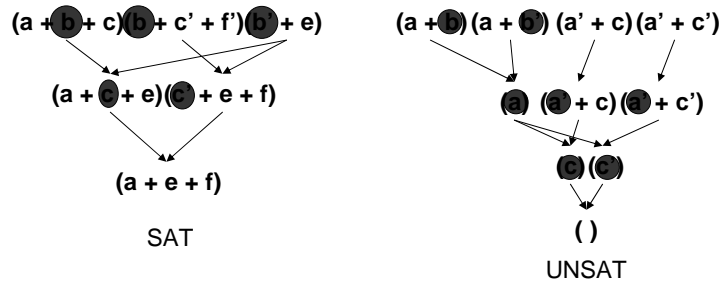 (a + b + c)(b + c' + f')(b' + e)
(a + c + e)(c' + e + f)
(a + e + f)
SAT
(a + b) (a + b') (a' + c) (a' + c')
(a) (a' + c) (a' + c')
(c) (c')
( )
UNSAT